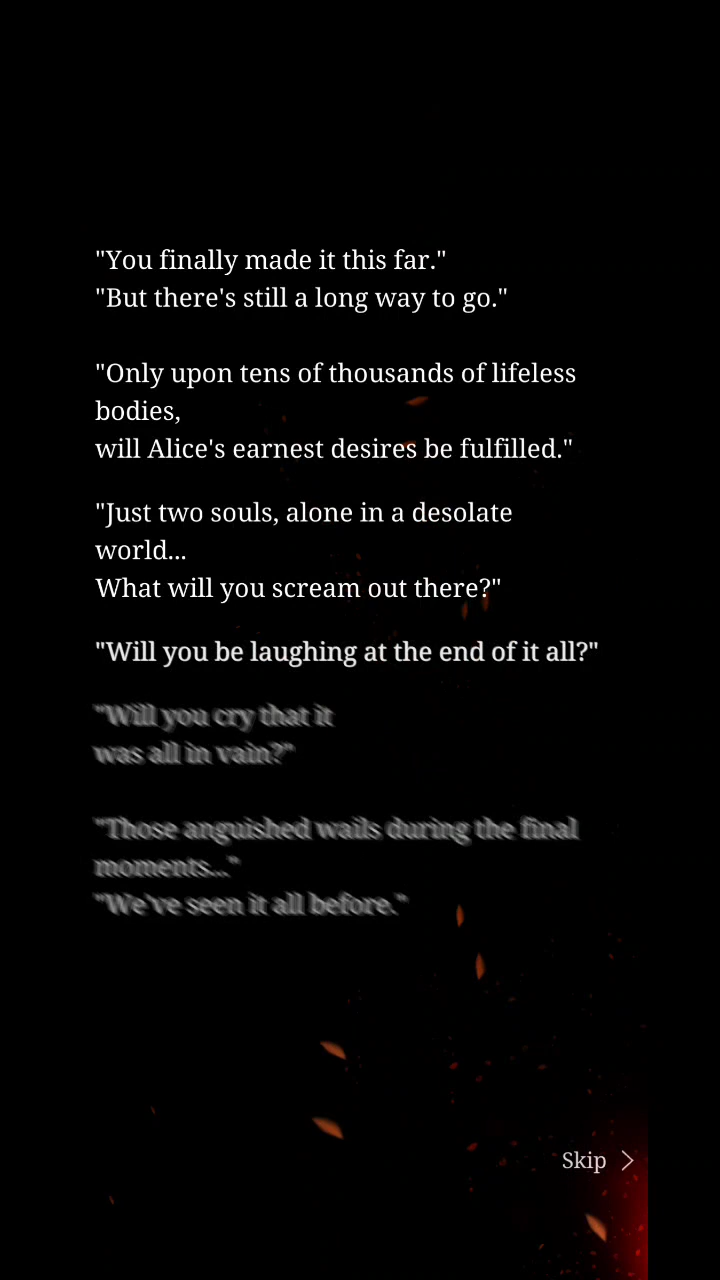 "You finally made it this far."
"But there's still a long way to go."
"Only upon tens of thousands of lifeless
bodies,
will Alice's earnest desires be fulfilled."
"Just two souls, alone in a desolate
world...
What will you scream out there?"
"Will you be laughing at the end of it all?"
"Will you cry that it
was all in vain?"
"Those anguished wails during the final
moments..."
"We've seen it all before."
Skip